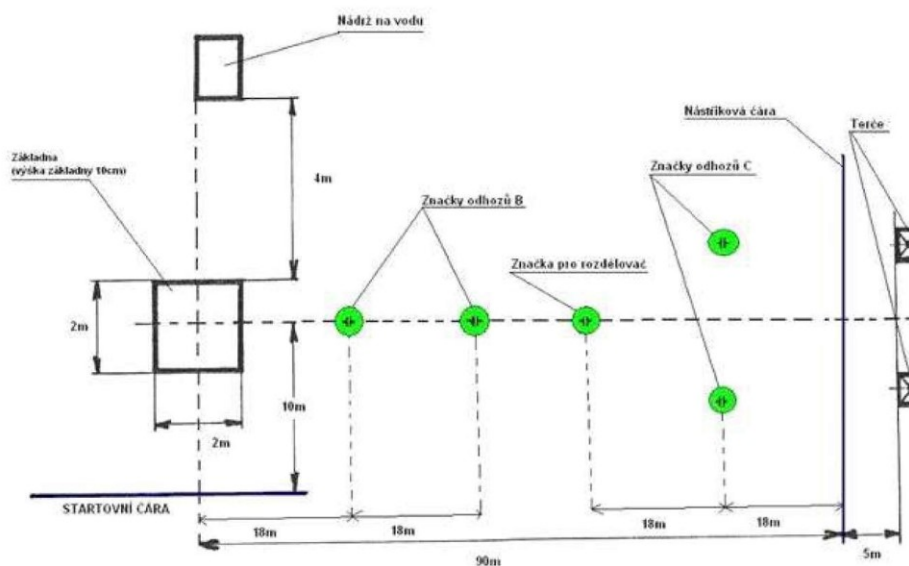 Nádrž na vodu
Nástřiková čára
Terče
Základna
(výška základny 10cm)
4m
Značky odhozů C
Značky odhozů B
Značka pro rozdělovač
2m
10m
2m
STARTOVNÍ ČÁRA
18m
18m
18m
18m
5m
90m